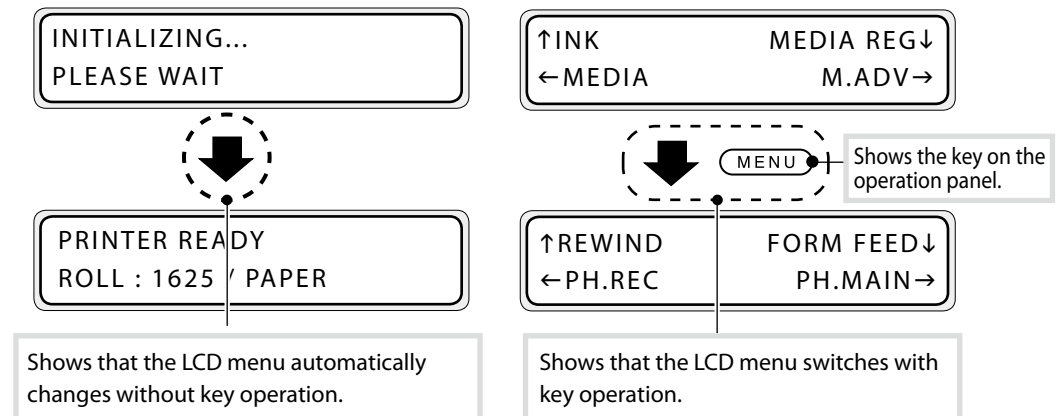 INITIALIZING...
PLEASE WAIT
PRINTER READY
ROLL : 1625 / PAPER
Shows that the LCD menu automatically
changes without key operation.
↑INK MEDIA REG↓
←MEDIA M.ADV→
MENU
Shows the key on the
operation panel.
↑REWIND FORM FEED↓
←PH.REC PH.MAIN→
Shows that the LCD menu switches with
key operation.